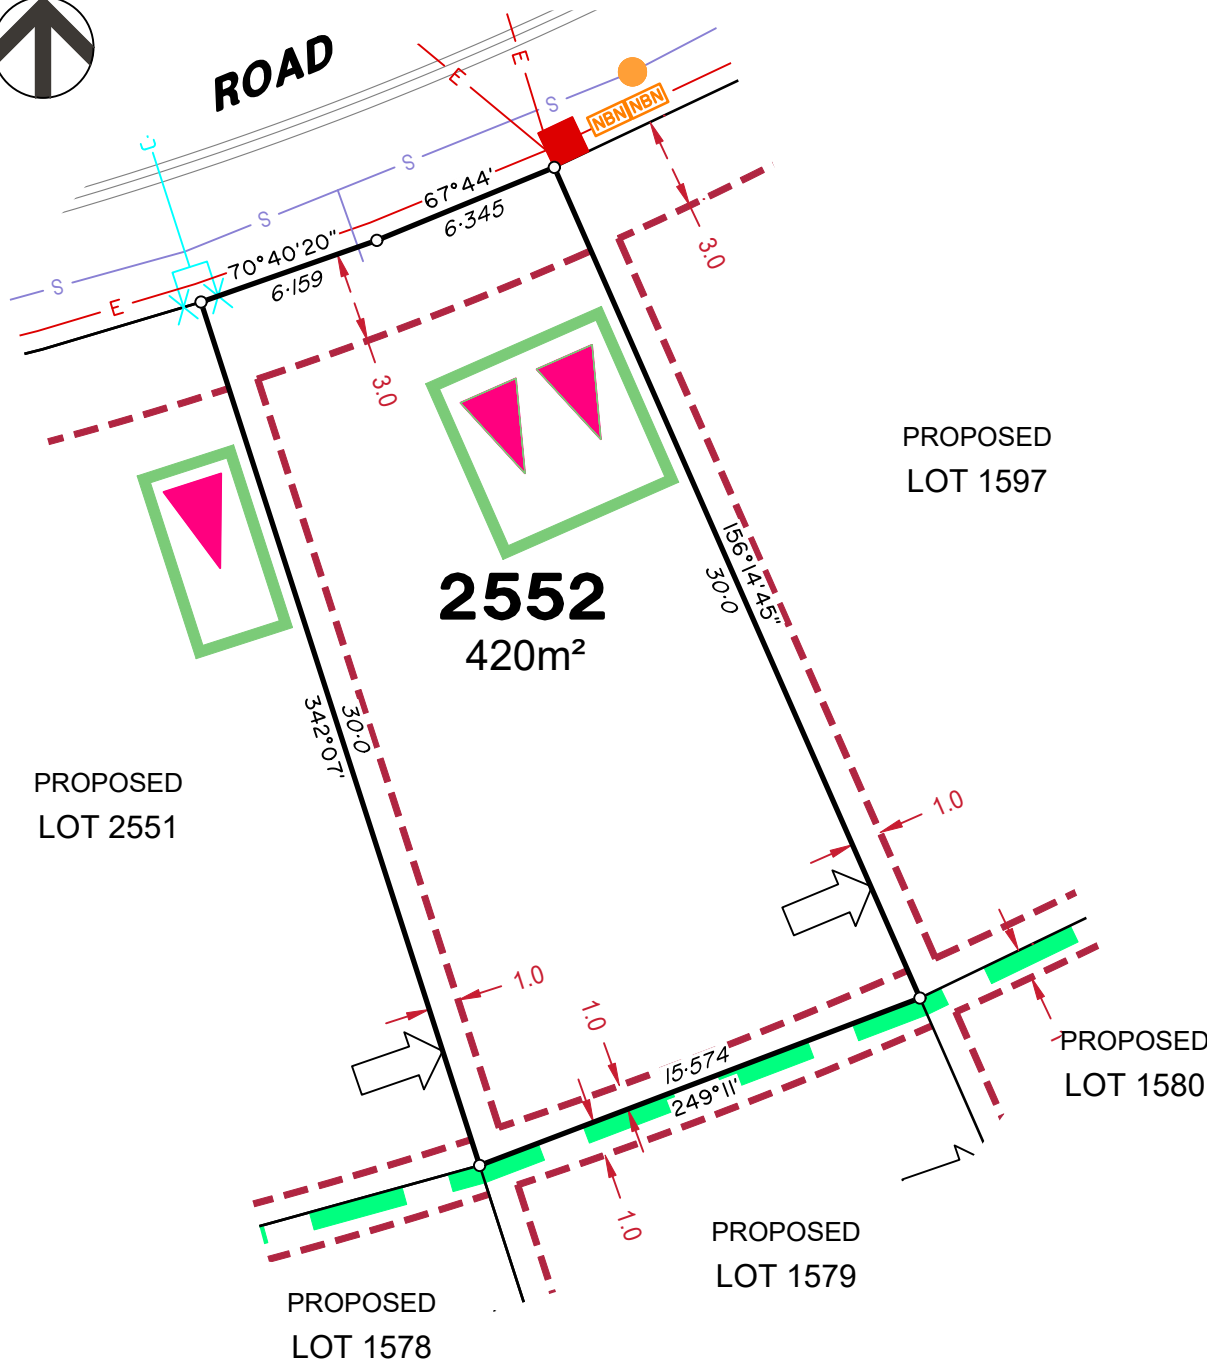 ROAD
E
E
S
NBN NBN
S
67°44'
6·345
S
70°40'20"
6·159
S
E
3.0
3.0
PROPOSED
LOT 1597
156°14'45"
30·0
2552
420m²
342°07'
30·0
PROPOSED
LOT 2551
1.0
1.0
1.0
15·574
249°11'
PROPOSED
LOT 1580
1.0
PROPOSED
LOT 1579
PROPOSED
LOT 1578